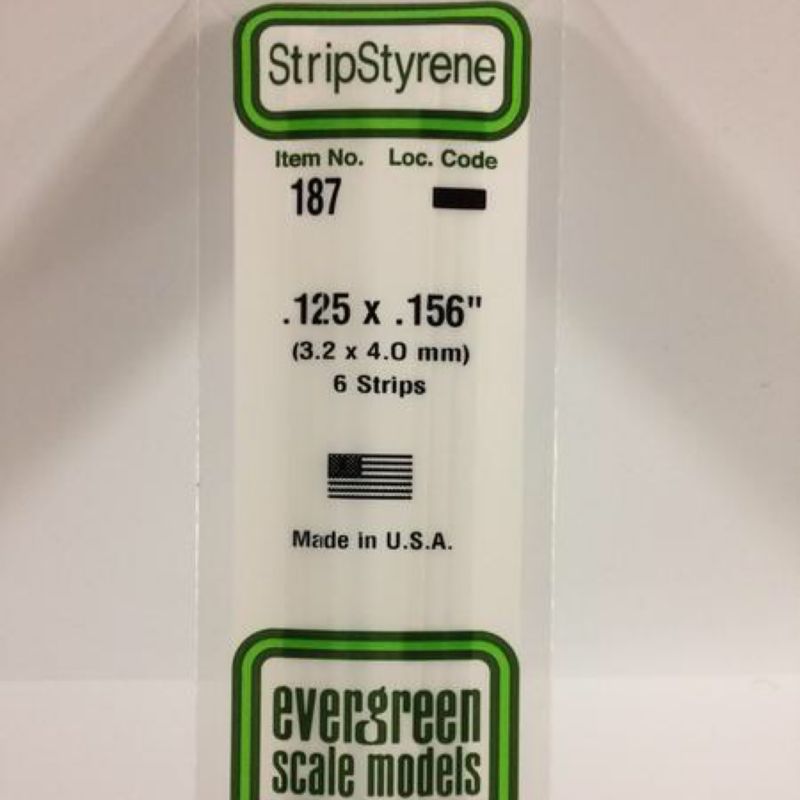 StripStyrene
Item No. Loc. Code
187
.125 x .156"
(3.2 x 4.0 mm)
6 Strips
Made in U.S.A.
evergreen
scale models